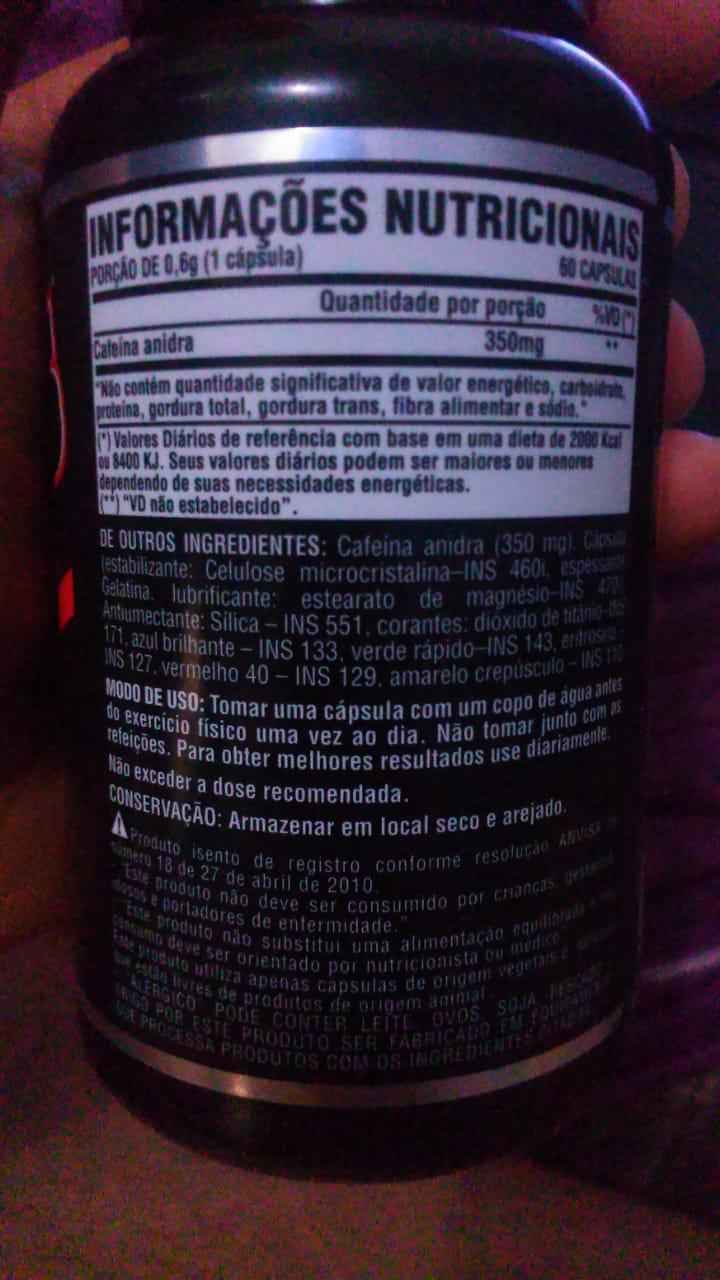 INFORMAÇÕES NUTRICIONAIS
PORÇÃO DE 0,6g (1 cápsula) 60 CAPSULAS
Quantidade por porção %VD(*)
Cafeína anidra 350mg **
"Não contém quantidade significativa de valor energético, carboidrato,
proteína, gordura total, gordura trans, fibra alimentar e sódio."
(*) Valores Diários de referência com base em uma dieta de 2000 Kcal
ou 8400 KJ. Seus valores diários podem ser maiores ou menores
dependendo de suas necessidades energéticas.
(**) "VD não estabelecido".
DE OUTROS INGREDIENTES: Cafeína anidra (350 mg). Cápsula
(estabilizante: Celulose microcristalina–INS 460i, espessante
Gelatina, lubrificante: estearato de magnésio–INS
Antiumectante: Sílica – INS 551, corantes: dióxido de titânio–INS
171, azul brilhante – INS 133, verde rápido–INS 143,
INS 127, vermelho 40 – INS 129, amarelo crepúsculo – INS
MODO DE USO: Tomar uma cápsula com um copo de água antes
do exercício físico uma vez ao dia. Não tomar junto com as
refeições. Para obter melhores resultados use diariamente.
Não exceder a dose recomendada.
CONSERVAÇÃO: Armazenar em local seco e arejado.
Produto isento de registro conforme resolução ANVISA
número 18 de 27 de abril de 2010.
"Este produto não deve ser consumido por crianças, gestantes,
idosos e portadores de enfermidade."
"Este produto não substitui uma alimentação equilibrada e seu
consumo deve ser orientado por nutricionista ou médico"
Este produto utiliza apenas cápsulas de origem vegetais e
que estão livres de produtos de origem animal
ALÉRGICO: PODE CONTER LEITE, OVOS, SOJA,
TRIGO POR ESTE PRODUTO SER FABRICADO EM
QUE PROCESSA PRODUTOS COM OS INGREDIENTES